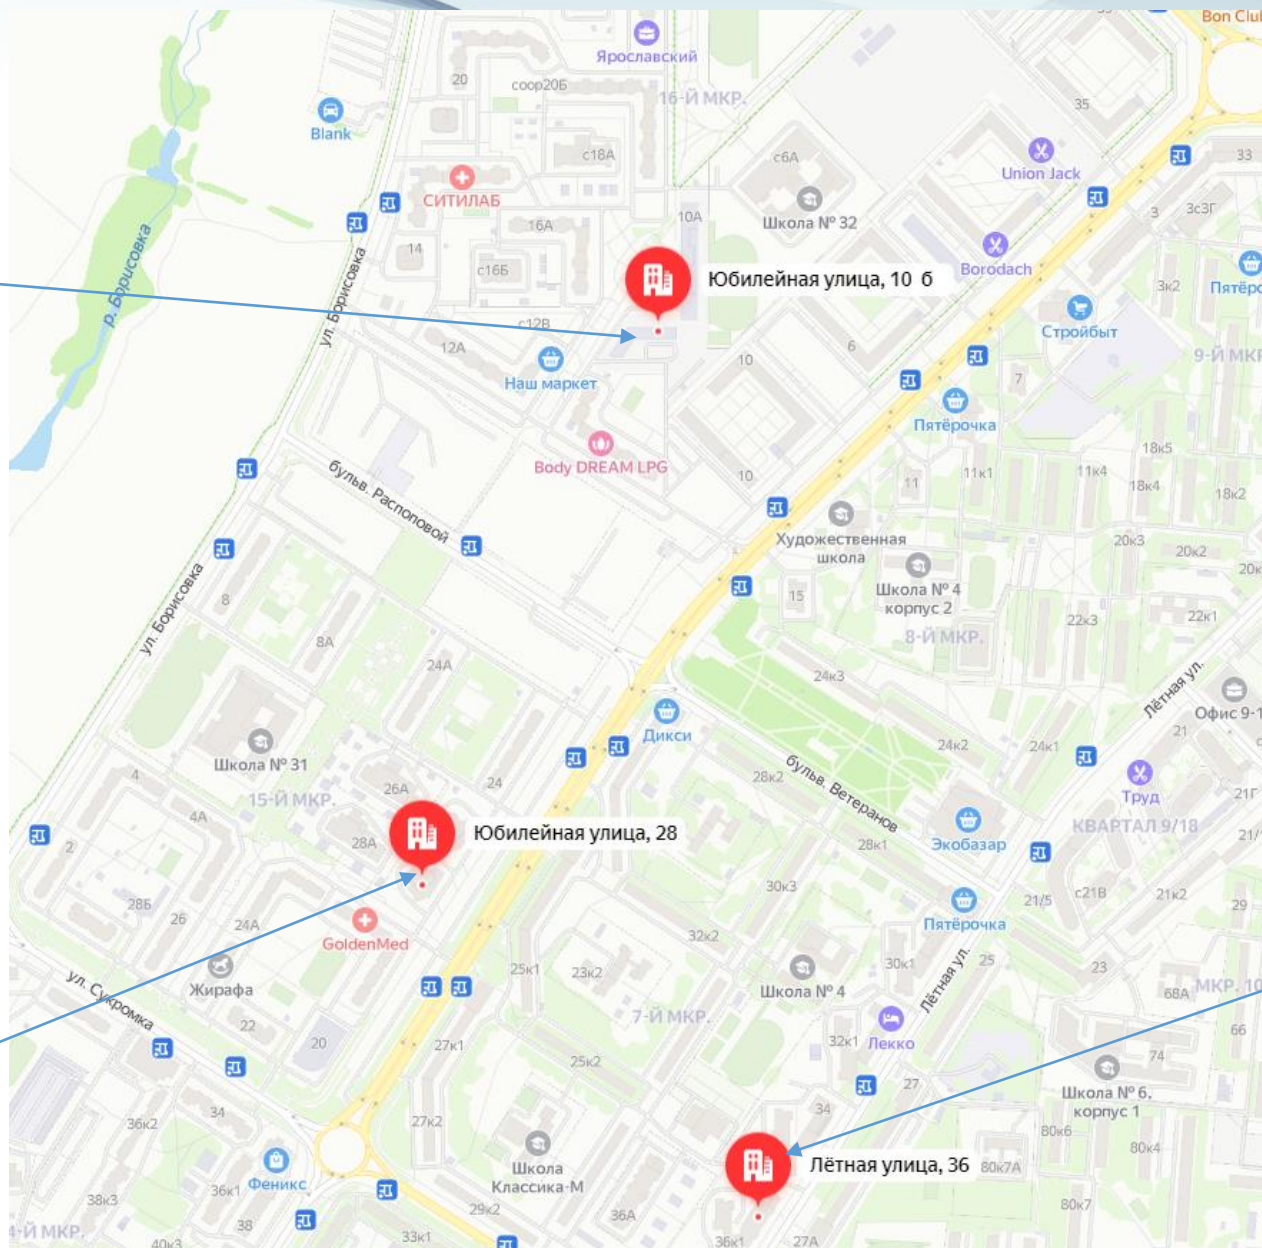 Bon Club
Ярославский
20
соор20Б
16-Й МКР.
35
Blank
с18А
с6А
Union Jack
33
СИТИЛАБ
10А
Школа № 32
3
3с3Г
16А
14
с16Б
р. Борисовка
ул. Борисовка
Юбилейная улица, 10 б
Borodach
3к2
Пятёро
с12В
12А
Стройбыт
Наш маркет
10
6
9-Й МКР
7
Пятёрочка
Body DREAM LPG
18к5
бульв. Распоповой
10
11
11к1
11к4
18к4
18к2
Художественная
школа
20к3
20к2
20к
ул. Борисовка
8
15
Школа № 4
корпус 2
22к3
22к1
8А
24А
8-Й МКР.
24к3
Лётная ул.
Офис 9-1
Дикси
Школа № 31
24к2
24к1
21
4
26А
24
28к2
бульв. Ветеранов
Труд
21Г
15-Й МКР.
4А
Юбилейная улица, 28
КВАРТАЛ 9/18
21/
2
28А
28к1
Экобазар
30к3
28Б
26
24А
21/5
с21В
21к2
29
GoldenMed
32к2
Пятёрочка
25к1
23к2
30к1
Лётная ул.
25
23
Жирафа
Школа № 4
68А
МКР. 10
ул. Сукромка
22
7-Й МКР.
20
27к1
32к1
Лекко
66
25к2
74
27
Школа № 6,
корпус 1
34
36к2
27к2
34
80к6
80к4
Школа
Классика-М
Лётная улица, 36
80к7А
Феникс
36к1
38к3
29к2
36А
80к7
4-Й МКР.
38
40к3
33к1
36к1
27А